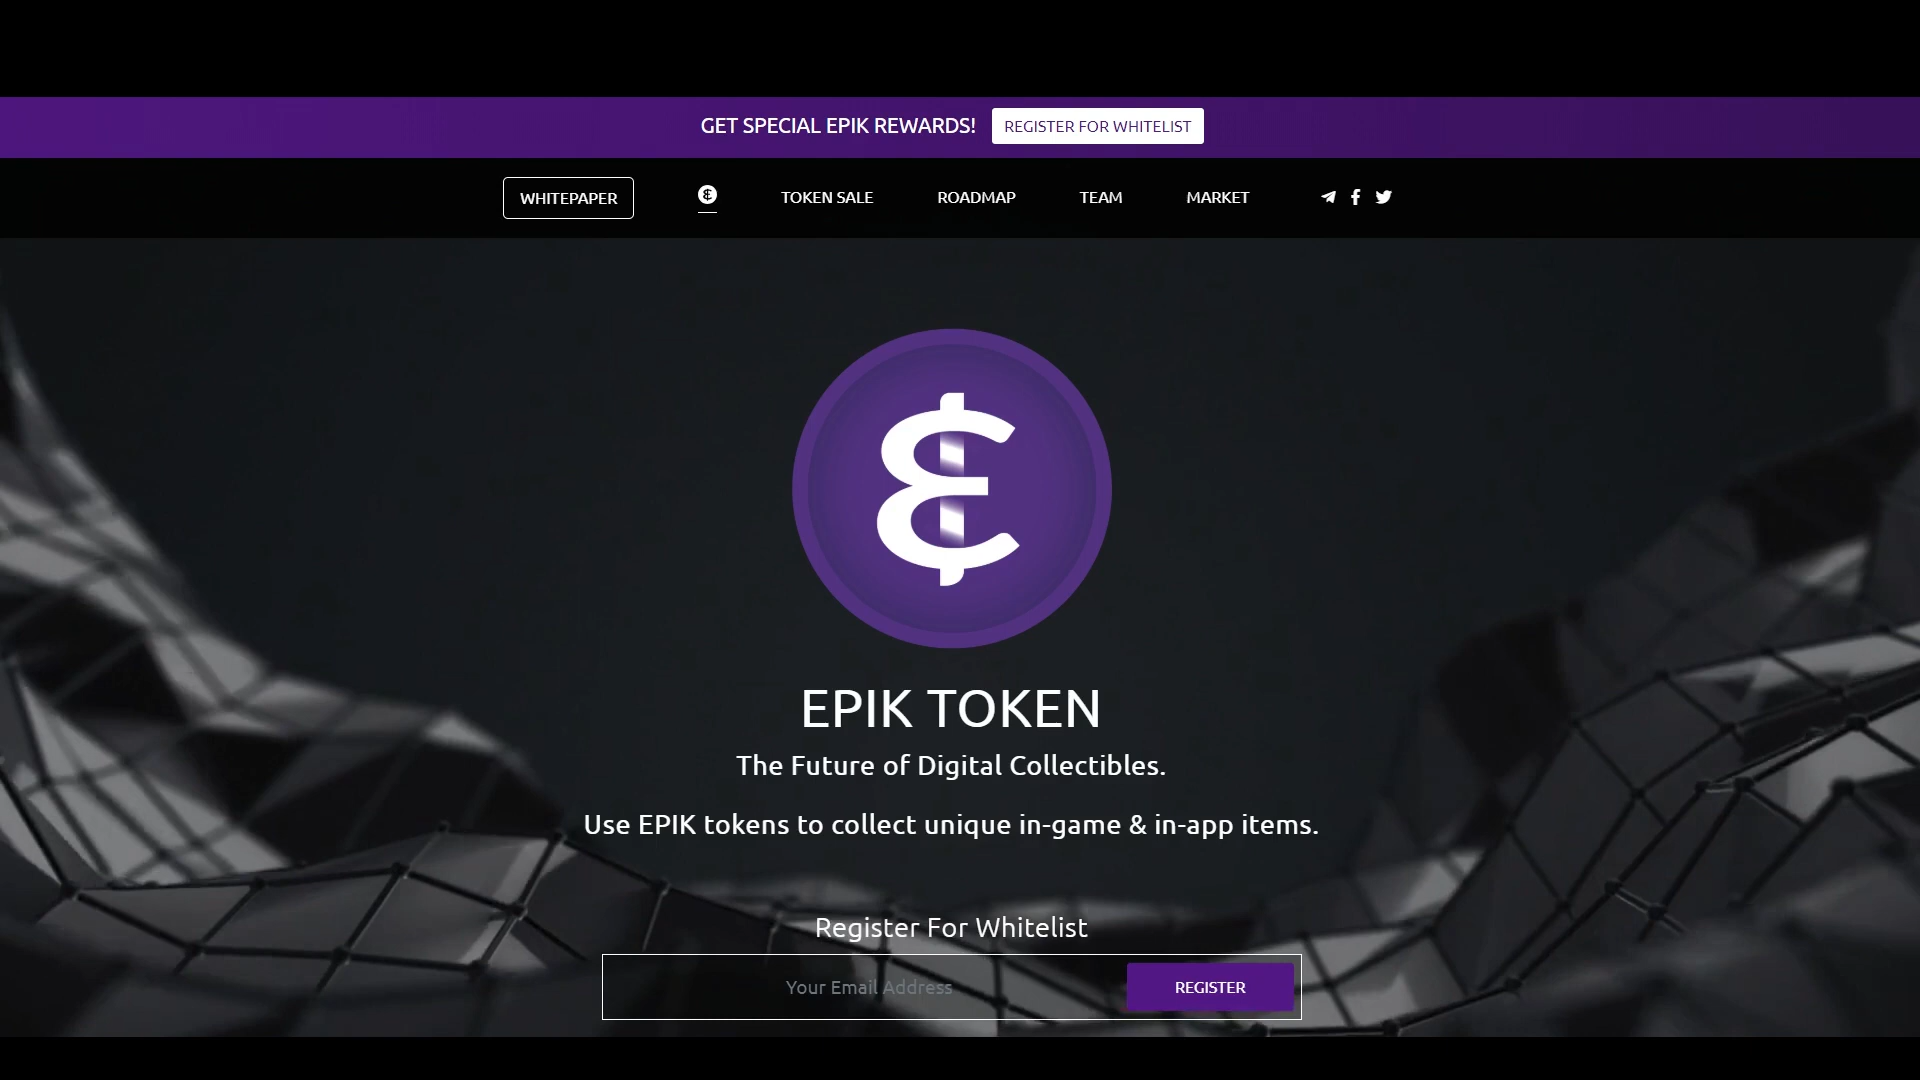 GET SPECIAL EPIK REWARDS! REGISTER FOR WHITELIST
WHITEPAPER TOKEN SALE ROADMAP TEAM MARKET
EPIK TOKEN
The Future of Digital Collectibles.
Use EPIK tokens to collect unique in-game & in-app items.
Register For Whitelist
Your Email Address REGISTER